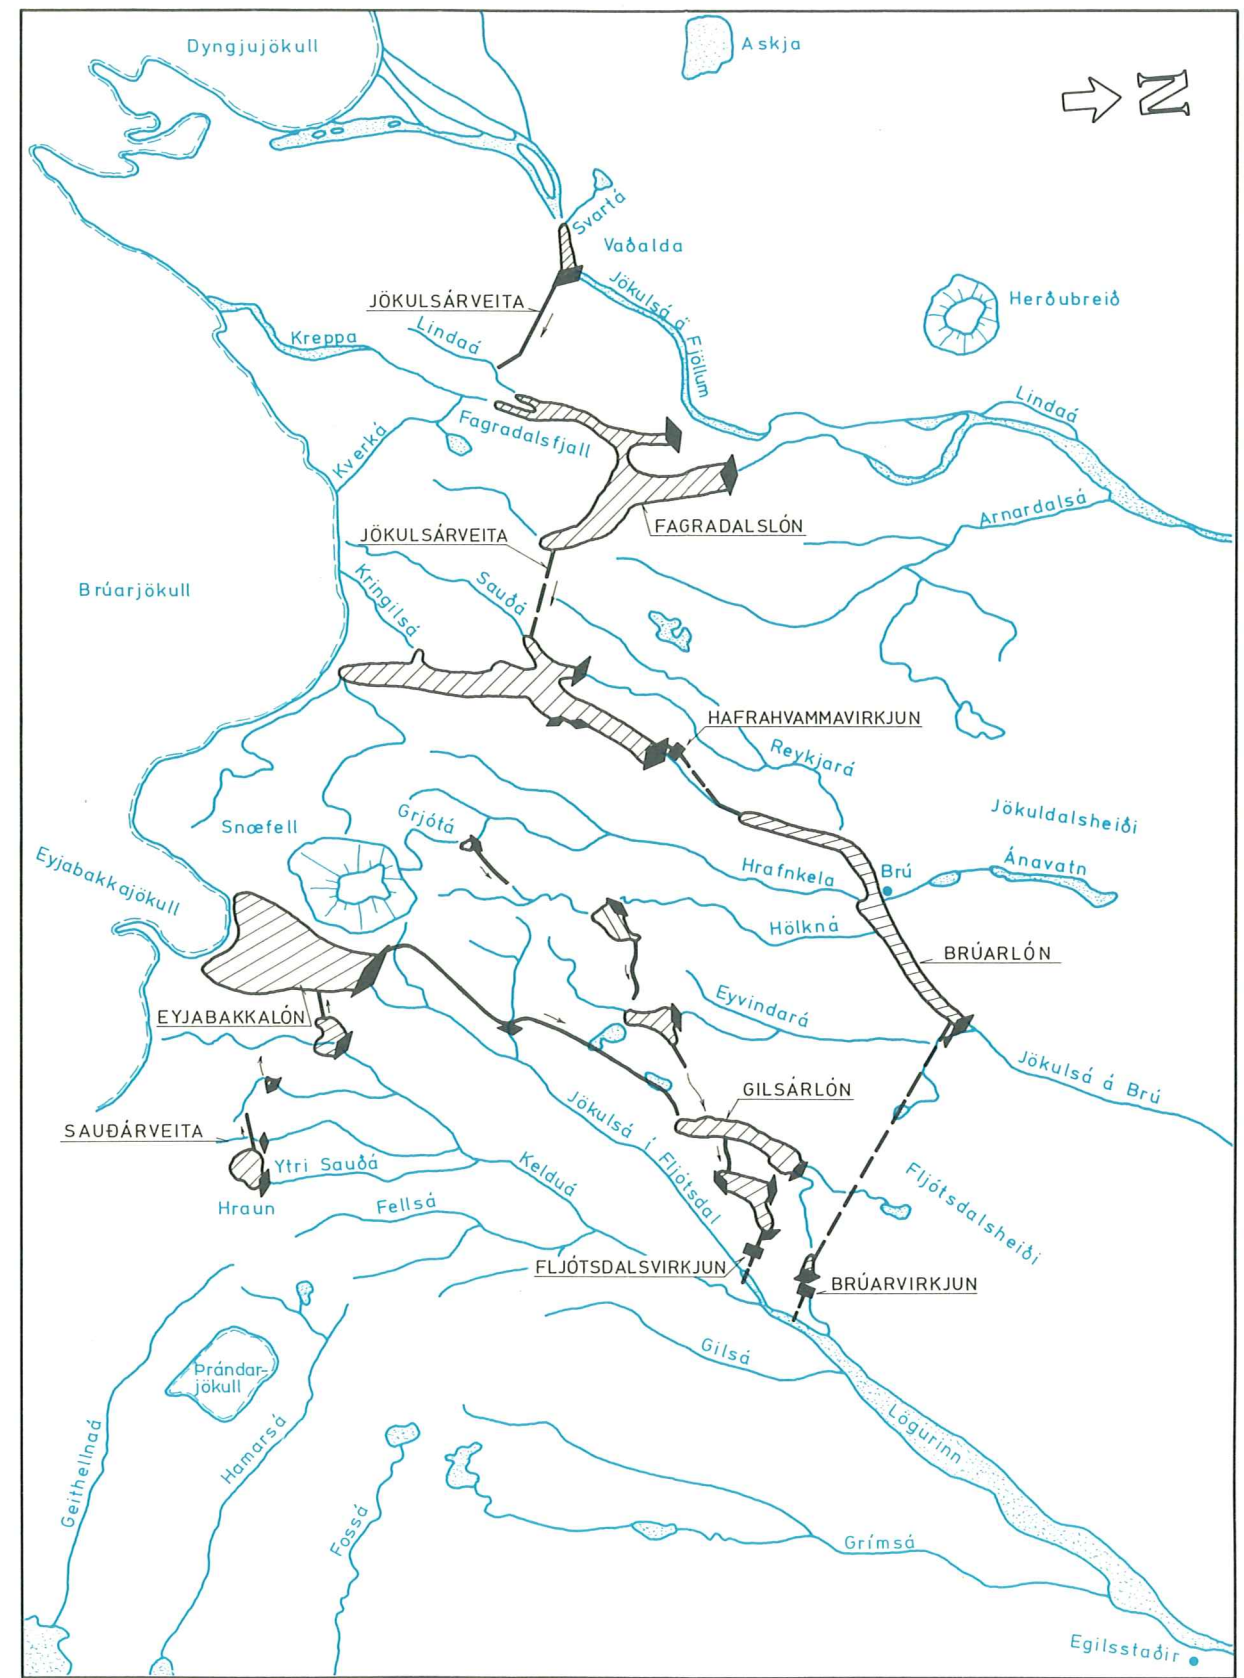 Dyngjujökull
Askja
N
Svartá
Vaðalda
JÖKULSÁRVEITA
Jökulsá á Fjöllum
Herðubreið
Lindaá
Kreppa
Lindaá
Fagradalsfjall
Kverká
Arnardalsá
FAGRADALSLÓN
JÖKULSÁRVEITA
Sauðá
Kringilsá
Brúarjökull
HAFRAHVAMMAVIRKJUN
Reykjará
Jökuldalsheiði
Snæfell
Grjótá
Ánavatn
Brú
Hrafnkela
Eyjabakkajökull
Hölkná
BRÚARLÓN
Eyvindará
EYJABAKKALÓN
Jökulsá á Brú
GILSÁRLÓN
Jökulsá í Fljótsdal
SAUÐÁRVEITA
Ytri Sauðá
Kelduá
Fljótsdalsheiði
Hraun
Fellsá
FLJÓTSDALSVIRKJUN
BRÚARVIRKJUN
Gilsá
Þrándar-
jökull
Lögurinn
Geithellnaá
Hamarsá
Fossá
Grímsá
Egilsstaðir